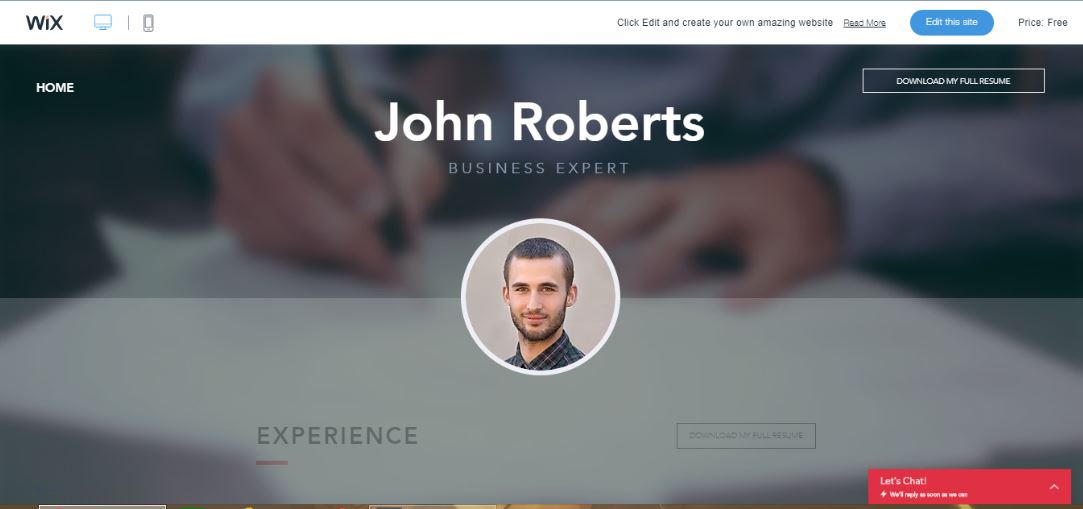 WiX
Click Edit and create your own amazing website Read More
Edit this site
Price: Free
HOME
DOWNLOAD MY FULL RESUME
John Roberts
BUSINESS EXPERT
EXPERIENCE
DOWNLOAD MY FULL RESUME
Let's Chat!
We'll reply as soon as we can